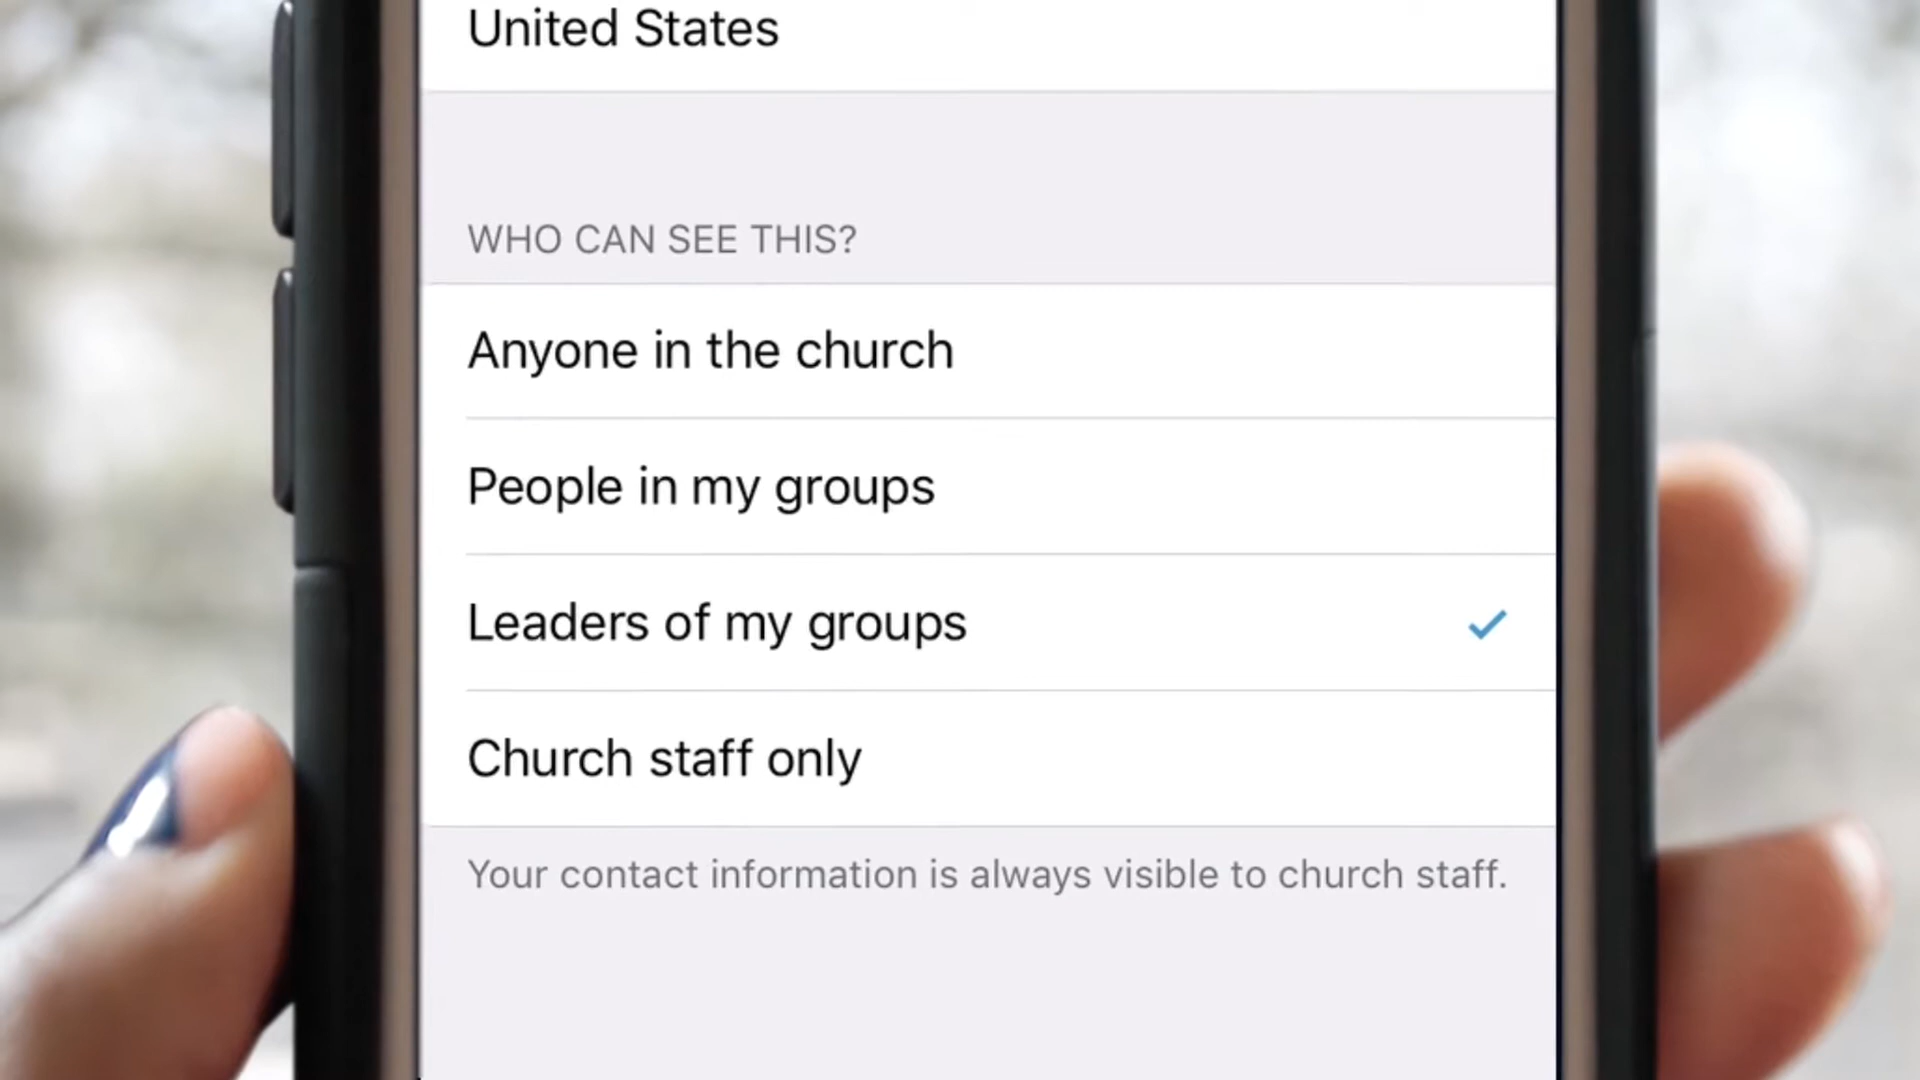 United States
WHO CAN SEE THIS?
Anyone in the church
People in my groups
Leaders of my groups
Church staff only
Your contact information is always visible to church staff.